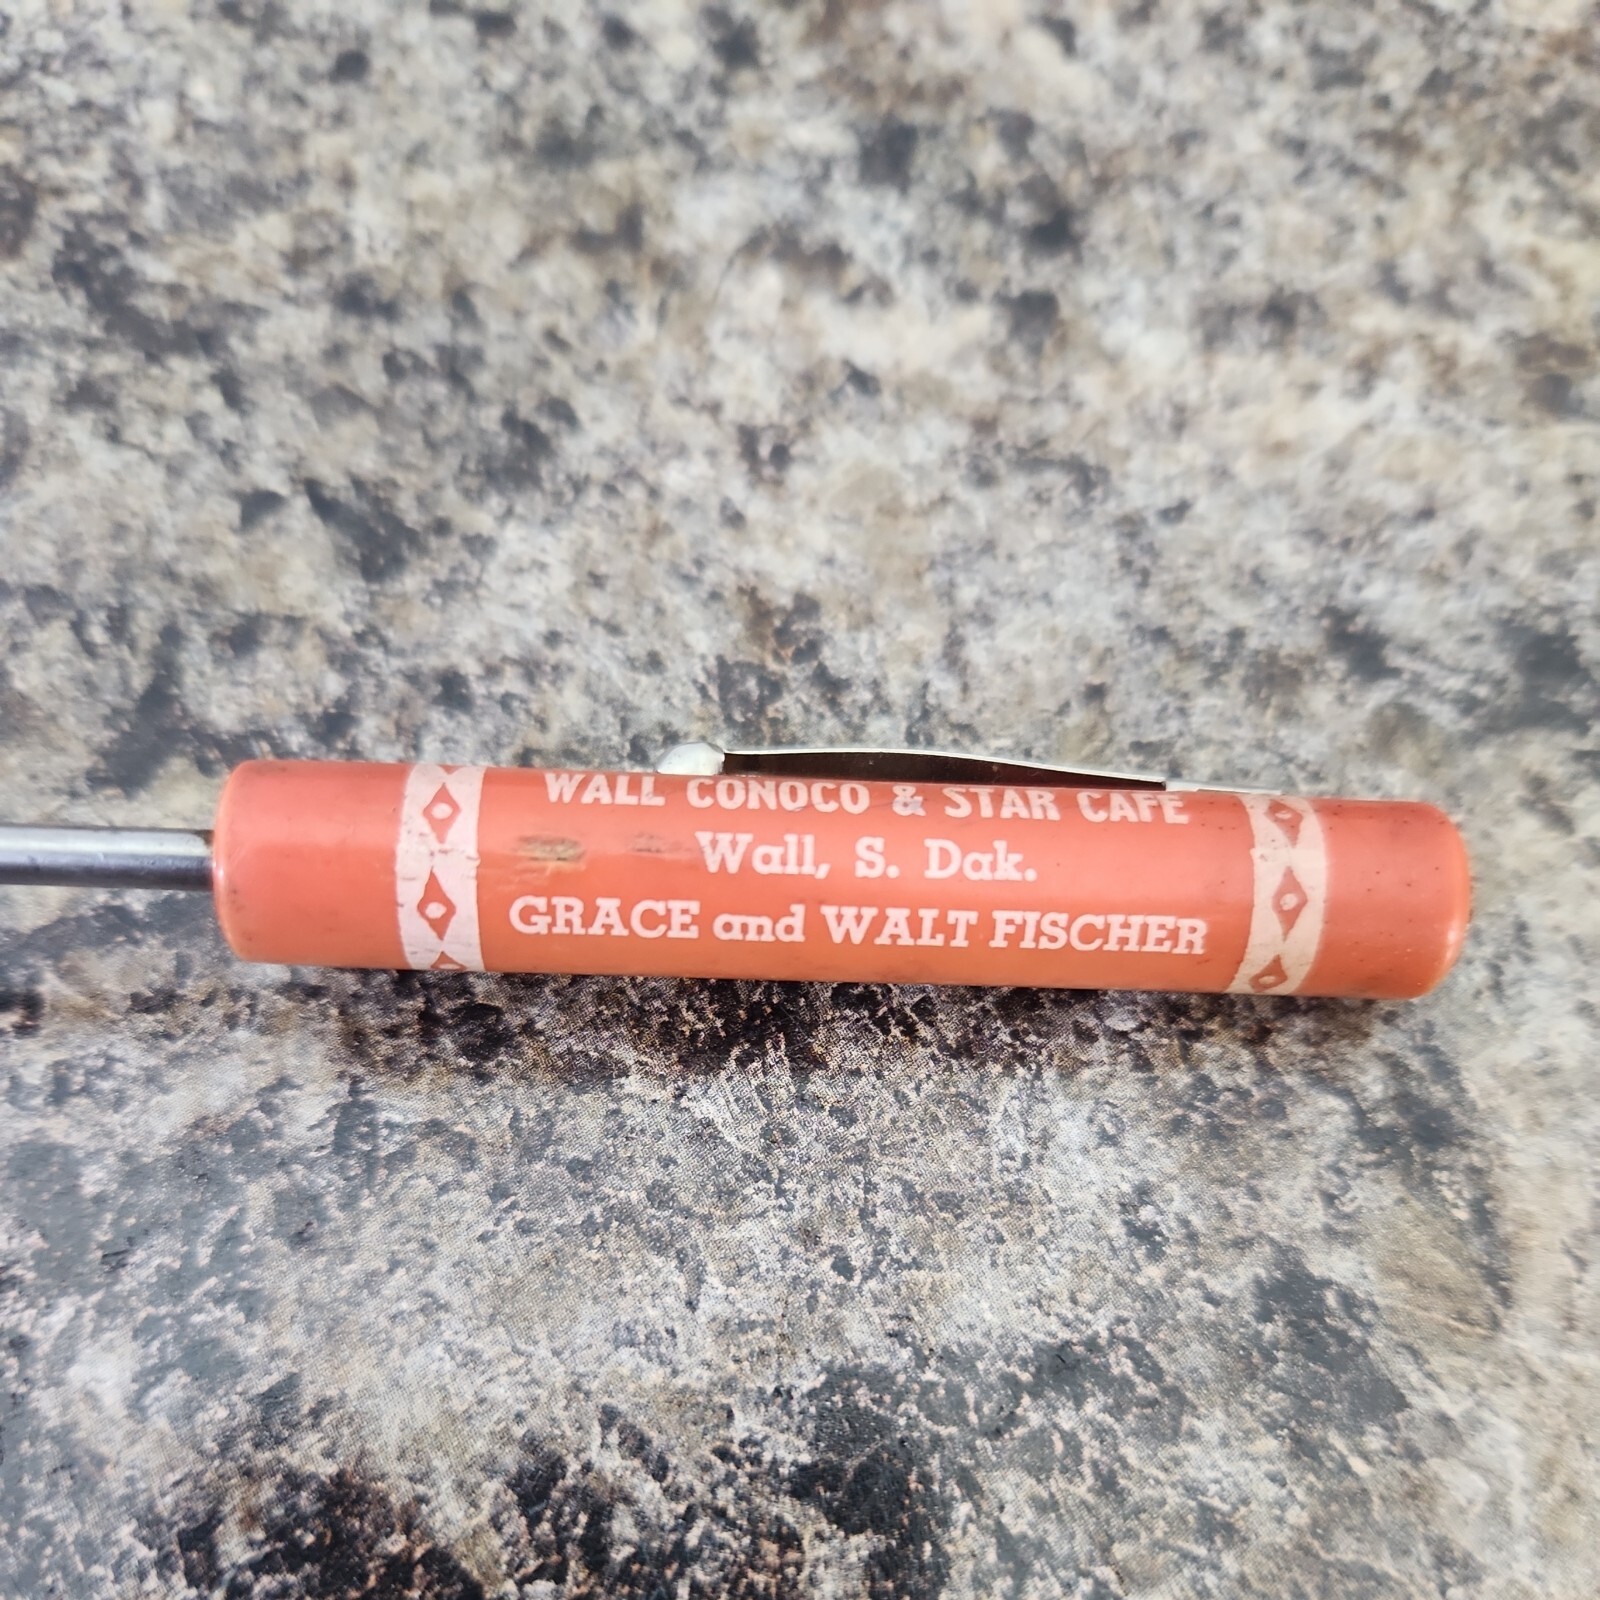 WALL CONOCO & STAR CAFE
Wall, S. Dak.
GRACE and WALT FISCHER